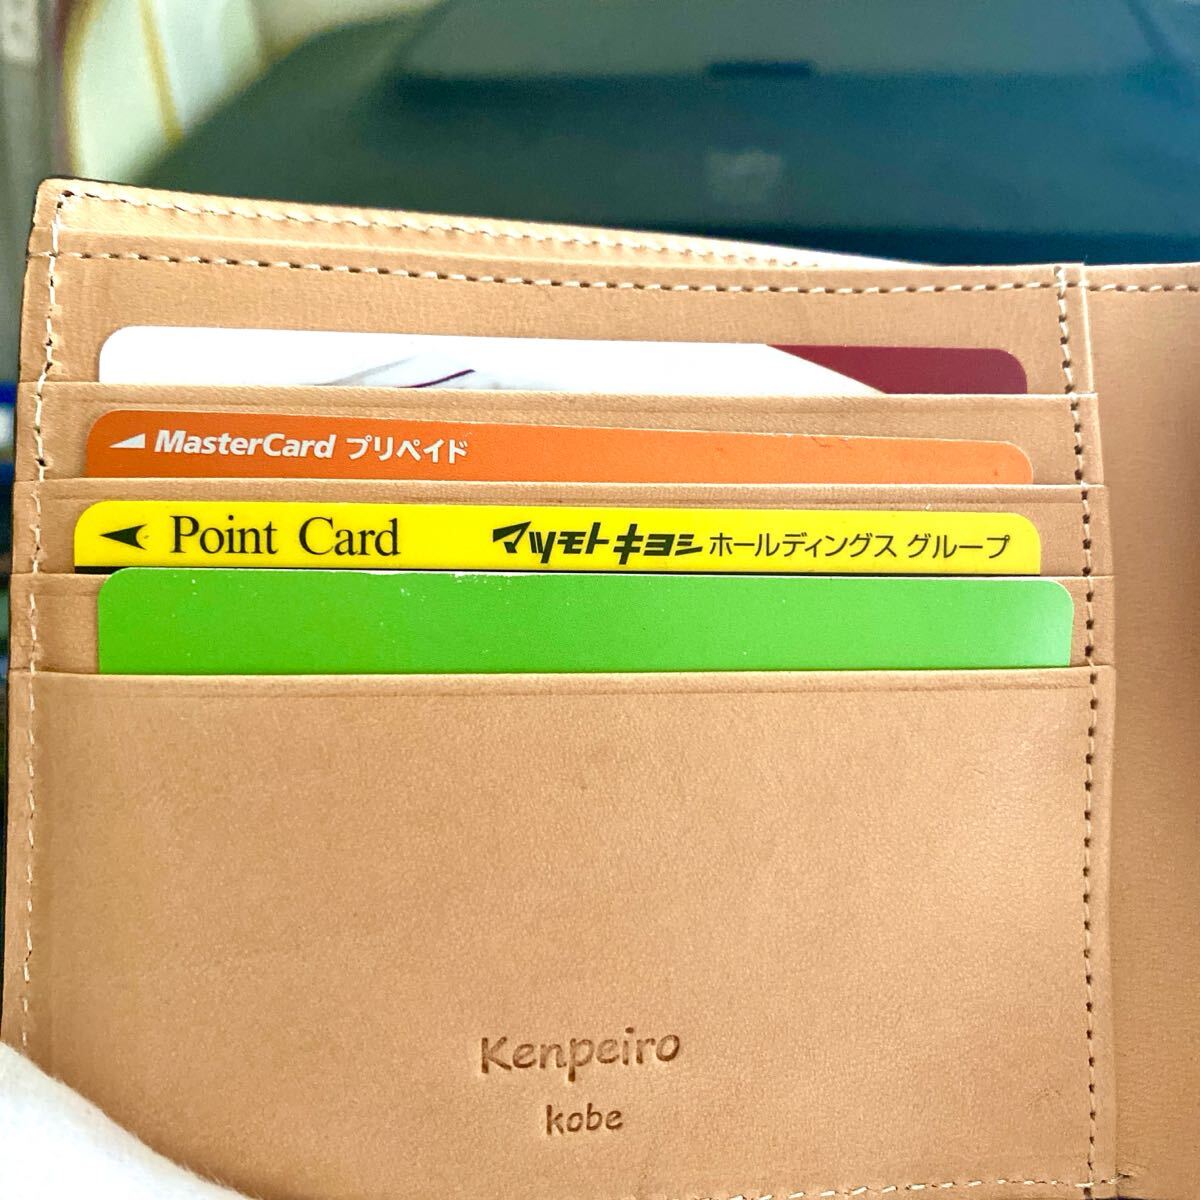 MasterCard プリペイド
Point Card マツモトキヨシ ホールディングス グループ
Kenpeiro
kobe